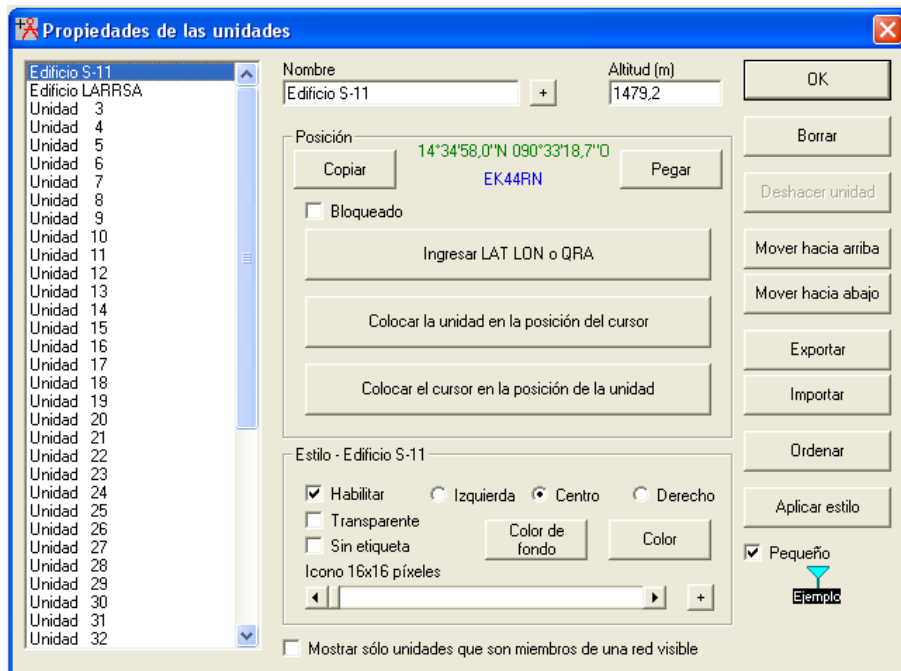 Propiedades de las unidades
Edificio S-11
Edificio LARRSA
Unidad 3
Unidad 4
Unidad 5
Unidad 6
Unidad 7
Unidad 8
Unidad 9
Unidad 10
Unidad 11
Unidad 12
Unidad 13
Unidad 14
Unidad 15
Unidad 16
Unidad 17
Unidad 18
Unidad 19
Unidad 20
Unidad 21
Unidad 22
Unidad 23
Unidad 24
Unidad 25
Unidad 26
Unidad 27
Unidad 28
Unidad 29
Unidad 30
Unidad 31
Unidad 32
Nombre
Edificio S-11
+
Altitud (m)
1479,2
Posición
Copiar
14°34'58,0"N 090°33'18,7"O
EK44RN
Pegar
Bloqueado
Ingresar LAT LON o QRA
Colocar la unidad en la posición del cursor
Colocar el cursor en la posición de la unidad
Estilo - Edificio S-11
Habilitar
Izquierda
Centro
Derecho
Transparente
Sin etiqueta
Color de
fondo
Color
Icono 16x16 píxeles
+
Mostrar sólo unidades que son miembros de una red visible
OK
Borrar
Deshacer unidad
Mover hacia arriba
Mover hacia abajo
Exportar
Importar
Ordenar
Aplicar estilo
Pequeño
Ejemplo